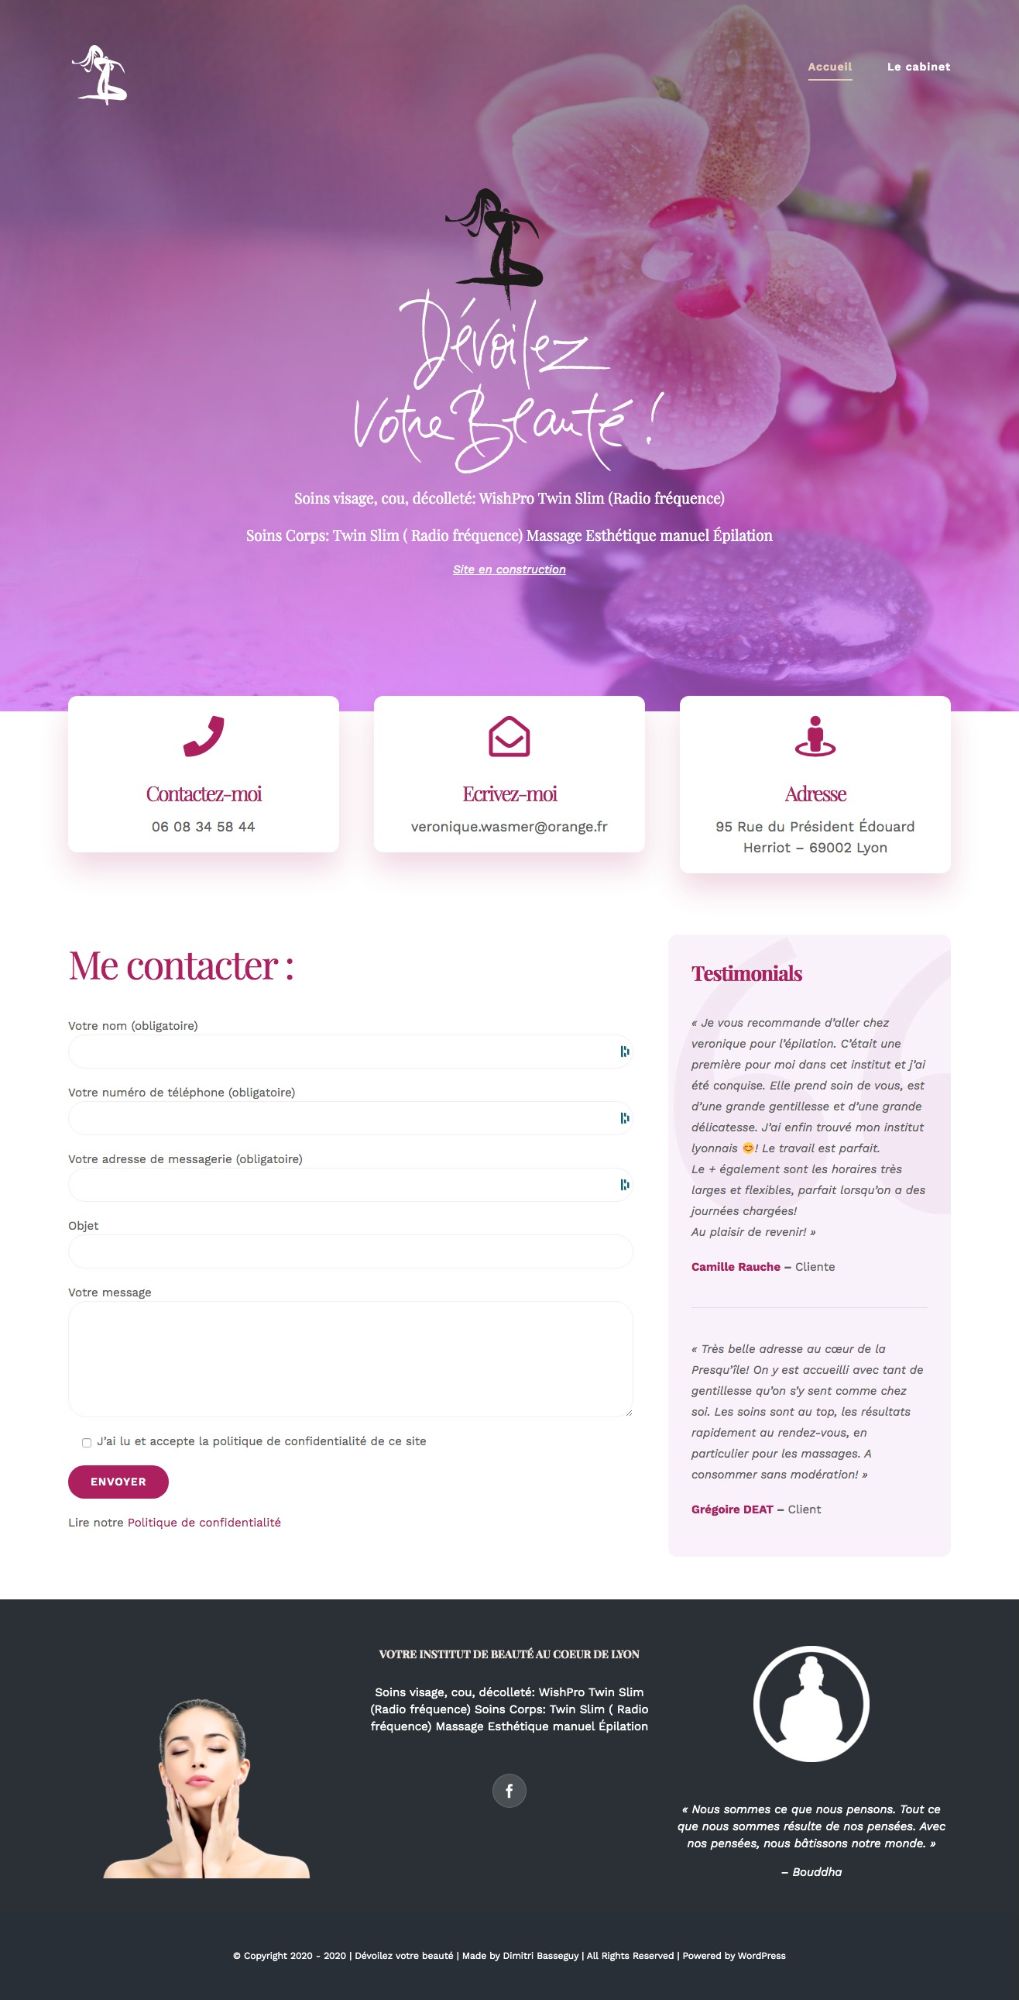 Accueil
Le cabinet
Dévoilez
Votre Beauté !
Soins visage, cou, décolleté: WishPro Twin Slim (Radio fréquence)
Soins Corps: Twin Slim ( Radio fréquence) Massage Esthétique manuel Épilation
Site en construction
Contactez-moi
06 08 34 58 44
Ecrivez-moi
veronique.wasmer@orange.fr
Adresse
95 Rue du Président Édouard
Herriot – 69002 Lyon
Me contacter :
Votre nom (obligatoire)
Votre numéro de téléphone (obligatoire)
Votre adresse de messagerie (obligatoire)
Objet
Votre message
J'ai lu et accepte la politique de confidentialité de ce site
ENVOYER
Lire notre Politique de confidentialité
Testimonials
« Je vous recommande d'aller chez
veronique pour l'épilation. C'était une
première pour moi dans cet institut et j'ai
été conquise. Elle prend soin de vous, est
d'une grande gentillesse et d'une grande
délicatesse. J'ai enfin trouvé mon institut
lyonnais 😊! Le travail est parfait.
Le + également sont les horaires très
larges et flexibles, parfait lorsqu'on a des
journées chargées!
Au plaisir de revenir! »
Camille Rauche – Cliente
« Très belle adresse au cœur de la
Presqu'île! On y est accueilli avec tant de
gentillesse qu'on s'y sent comme chez
soi. Les soins sont au top, les résultats
rapidement au rendez-vous, en
particulier pour les massages. A
consommer sans modération! »
Grégoire DEAT – Client
VOTRE INSTITUT DE BEAUTÉ AU COEUR DE LYON
Soins visage, cou, décolleté: WishPro Twin Slim
(Radio fréquence) Soins Corps: Twin Slim ( Radio
fréquence) Massage Esthétique manuel Épilation
« Nous sommes ce que nous pensons. Tout ce
que nous sommes résulte de nos pensées. Avec
nos pensées, nous bâtissons notre monde. »
– Bouddha
© Copyright 2020 - 2020 | Dévoilez votre beauté | Made by Dimitri Basseguy | All Rights Reserved | Powered by WordPress